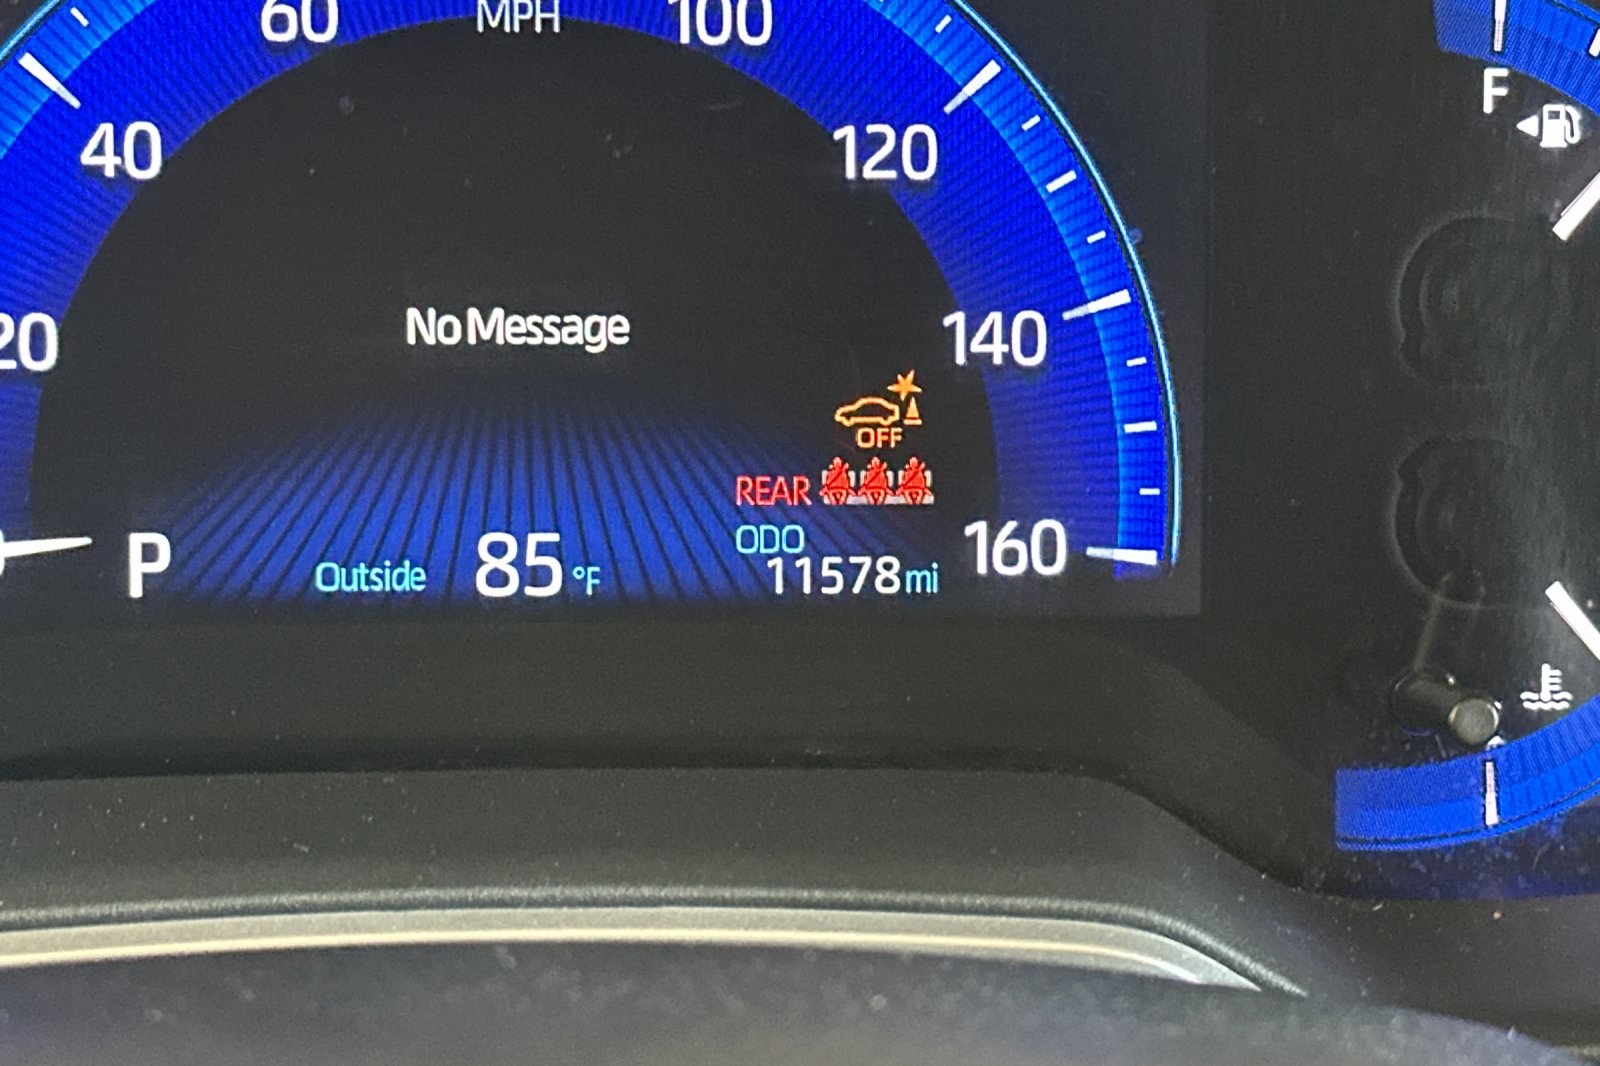 60 MPH 100
40 120
F
20 No Message 140
OFF
REAR
ODO
P Outside 85 °F 11578 mi 160